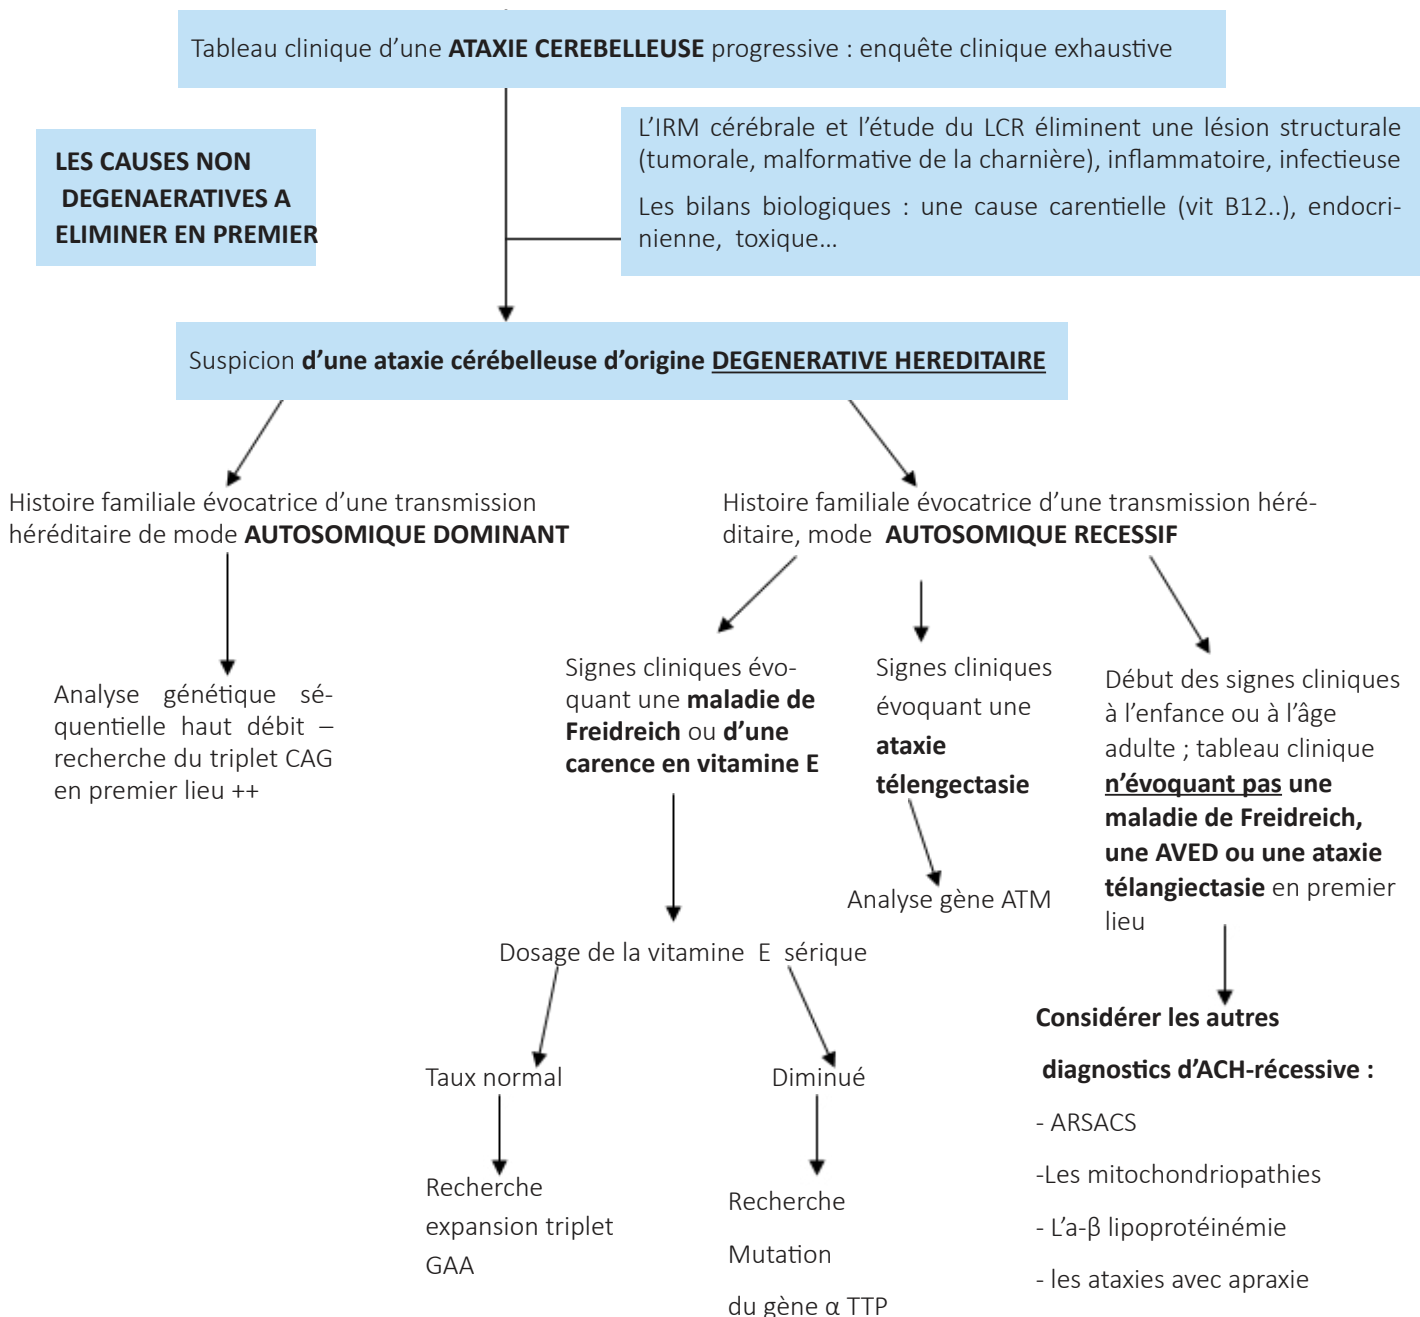 Tableau clinique d'une ATAXIE CEREBELLEUSE progressive : enquête clinique exhaustive
LES CAUSES NON
DEGENAERATIVES A
ELIMINER EN PREMIER
L'IRM cérébrale et l'étude du LCR éliminent une lésion structurale
(tumorale, malformative de la charnière), inflammatoire, infectieuse
Les bilans biologiques : une cause carentielle (vit B12..), endocri-
nienne, toxique...
Suspicion d'une ataxie cérébelleuse d'origine DEGENERATIVE HEREDITAIRE
Histoire familiale évocatrice d'une transmission
héréditaire de mode AUTOSOMIQUE DOMINANT
Histoire familiale évocatrice d'une transmission héré-
ditaire, mode AUTOSOMIQUE RECESSIF
Analyse génétique sé-
quentielle haut débit –
recherche du triplet CAG
en premier lieu ++
Signes cliniques évo-
quant une maladie de
Freidreich ou d'une
carence en vitamine E
Signes cliniques
évoquant une
ataxie
télengectasie
Début des signes cliniques
à l'enfance ou à l'âge
adulte ; tableau clinique
n'évoquant pas une
maladie de Freidreich,
une AVED ou une ataxie
télangiectasie en premier
lieu
Analyse gène ATM
Dosage de la vitamine E sérique
Taux normal
Diminué
Recherche
expansion triplet
GAA
Recherche
Mutation
du gène α TTP
Considérer les autres
diagnostics d'ACH-récessive :
- ARSACS
-Les mitochondriopathies
- L'a-β lipoprotéinémie
- les ataxies avec apraxie